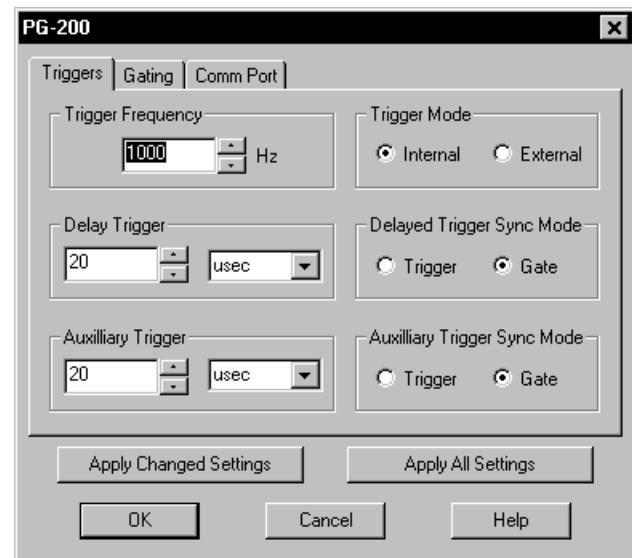 PG-200
Triggers Gating Comm Port
Trigger Frequency
1000 Hz
Trigger Mode
Internal External
Delay Trigger
20 usec
Delayed Trigger Sync Mode
Trigger Gate
Auxilliary Trigger
20 usec
Auxilliary Trigger Sync Mode
Trigger Gate
Apply Changed Settings Apply All Settings
OK Cancel Help